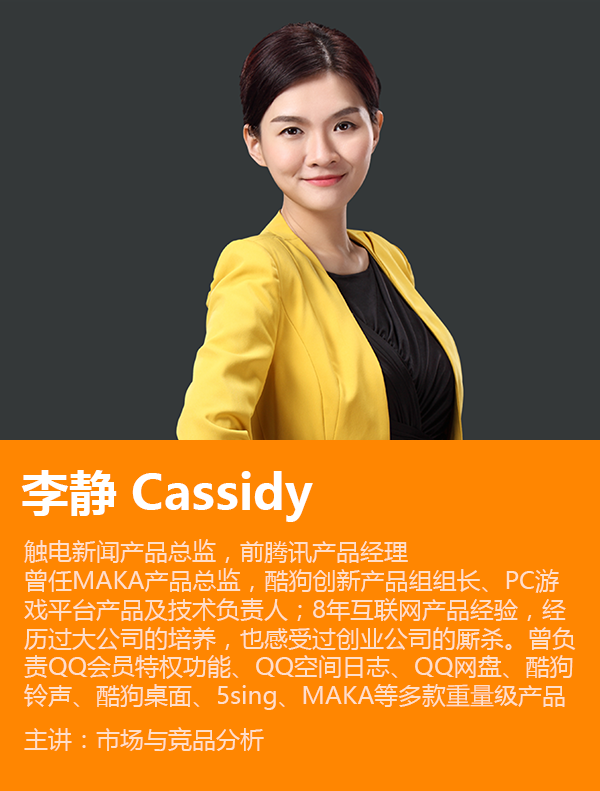 李静 Cassidy
触电新闻产品总监，前腾讯产品经理
曾任MAKA产品总监，酷狗创新产品组组长、PC游
戏平台产品及技术负责人；8年互联网产品经验，经
历过大公司的培养，也感受过创业公司的厮杀。曾负
责QQ会员特权功能、QQ空间日志、QQ网盘、酷狗
铃声、酷狗桌面、5sing、MAKA等多款重量级产品
主讲：市场与竞品分析